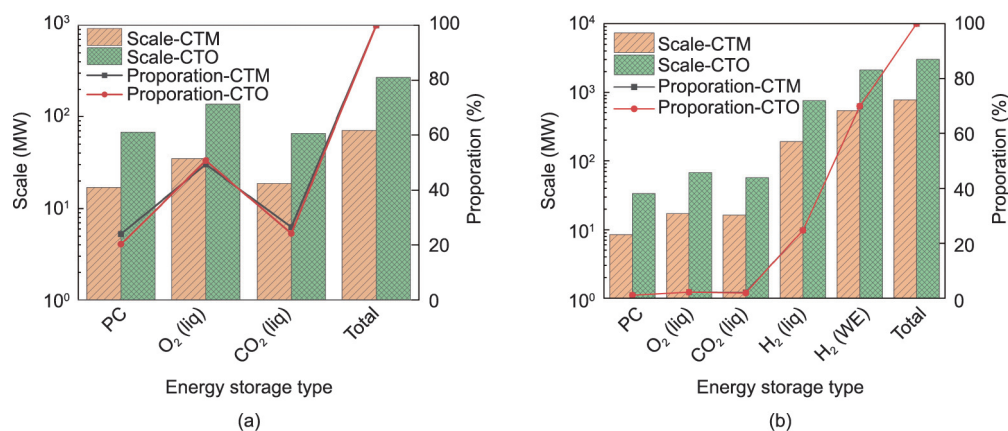 10³
10²
10¹
10⁰
Scale (MW)
Scale-CTM
Scale-CTO
Proporation-CTM
Proporation-CTO
100
80
60
40
20
0
Proporation (%)
PC
O₂ (liq)
CO₂ (liq)
Total
Energy storage type
(a)
10⁴
10³
10²
10¹
10⁰
Scale (MW)
Scale-CTM
Scale-CTO
Proporation-CTM
Proporation-CTO
100
80
60
40
20
0
Proporation (%)
PC
O₂ (liq)
CO₂ (liq)
H₂ (liq)
H₂ (WE)
Total
Energy storage type
(b)